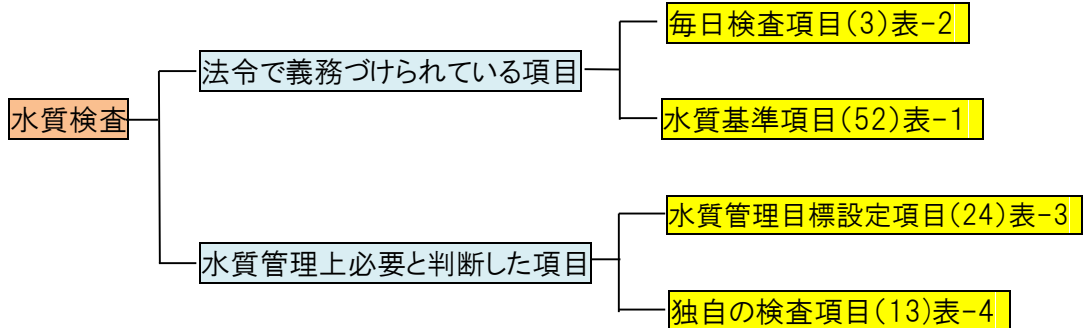 水質検査
法令で義務づけられている項目
毎日検査項目(3)表-2
水質基準項目(52)表-1
水質管理上必要と判断した項目
水質管理目標設定項目(24)表-3
独自の検査項目(13)表-4